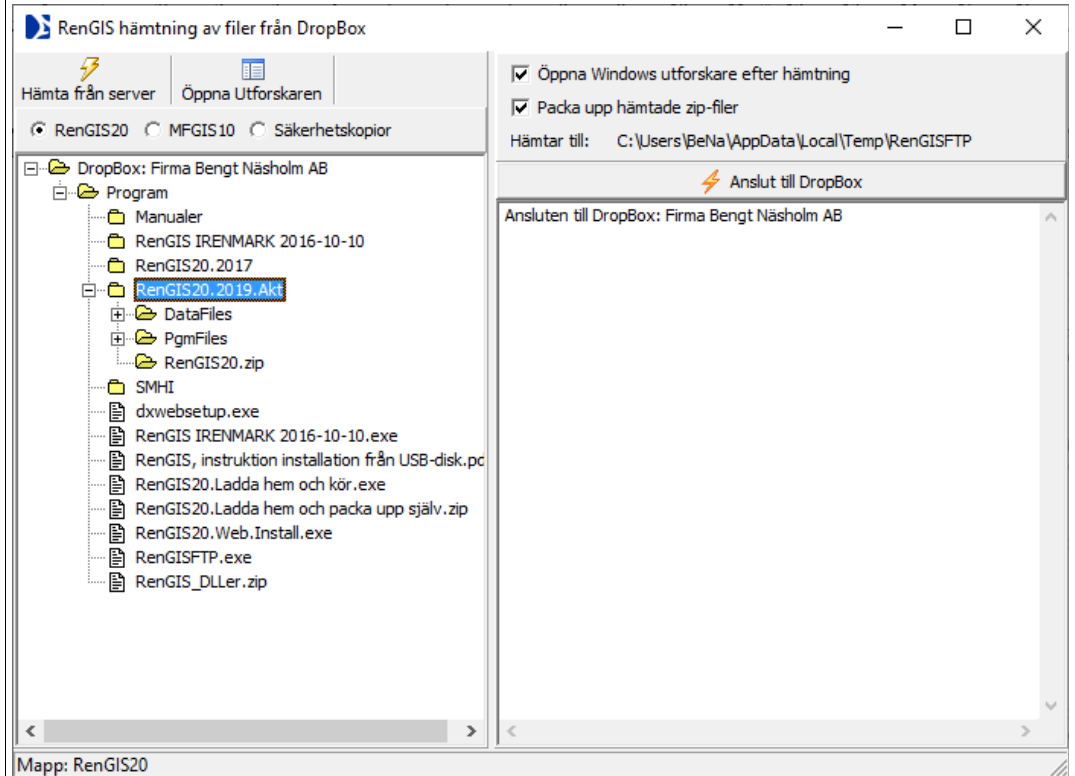 RenGIS hämtning av filer från DropBox
Hämta från server
Öppna Utforskaren
RenGIS20 MFGIS10 Säkerhetskopior
DropBox: Firma Bengt Näsholm AB
Program
Manualer
RenGIS IRENMARK 2016-10-10
RenGIS20.2017
RenGIS20.2019.Akt
DataFiles
PgmFiles
RenGIS20.zip
SMHI
dxwebsetup.exe
RenGIS IRENMARK 2016-10-10.exe
RenGIS, instruktion installation från USB-disk.pd
RenGIS20.Ladda hem och kör.exe
RenGIS20.Ladda hem och packa upp själv.zip
RenGIS20.Web.Install.exe
RenGISFTP.exe
RenGIS_DLLer.zip
Öppna Windows utforskare efter hämtning
Packa upp hämtade zip-filer
Hämtar till: C:\Users\BeNa\AppData\Local\Temp\RenGISFTP
Anslut till DropBox
Ansluten till DropBox: Firma Bengt Näsholm AB
Mapp: RenGIS20